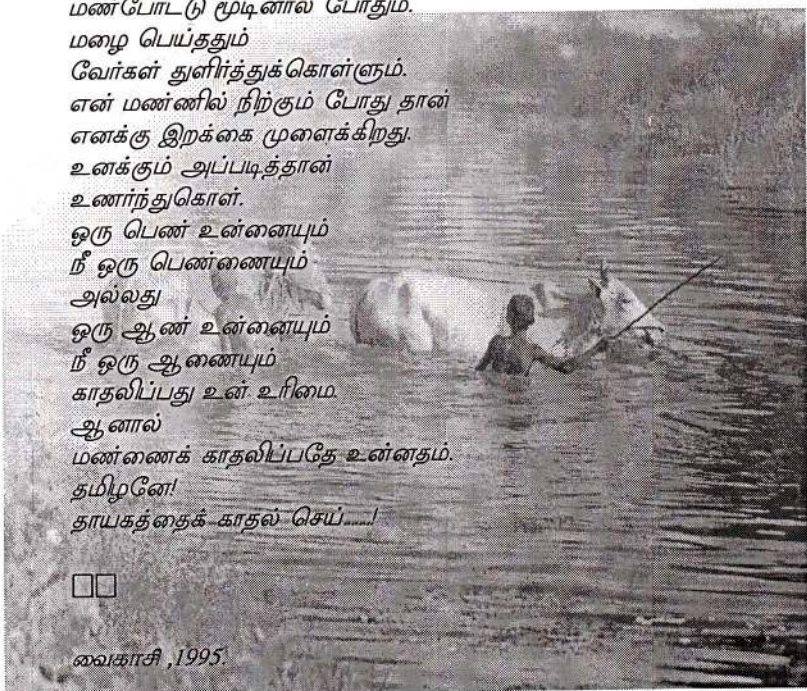 மண்போட்டு மூடினால் போதும்.
மழை பெய்ததும்
வேர்கள் துளிர்த்துக்கொள்ளும்.
என் மண்ணில் நிற்கும் போது தான்
எனக்கு இறக்கை முளைக்கிறது.
உனக்கும் அப்படித்தான்
உணர்ந்துகொள்.
ஒரு பெண் உன்னையும்
நீ ஒரு பெண்ணையும்
அல்லது
ஒரு ஆண் உன்னையும்
நீ ஒரு ஆணையும்
காதலிப்பது உன் உரிமை.
ஆனால்
மண்ணைக் காதலிப்பதே உன்னதம்.
தமிழனே!
தாயகத்தைக் காதல் செய்.....!
வைகாசி ,1995.